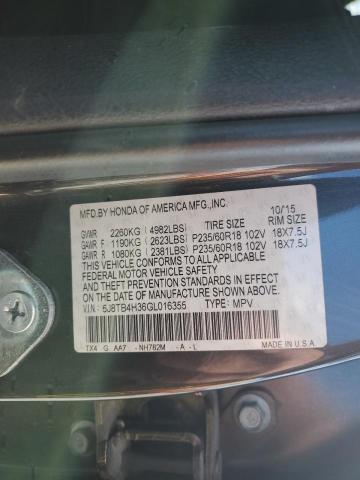 MFD.BY HONDA OF AMERICA MFG.,INC. 10/15
GVWR 2260KG(4982LBS) TIRE SIZE RIM SIZE
GAWR F 1190KG(2623LBS) P235/60R18 102V 18X7.5J
GAWR R 1080KG(2381LBS) P235/60R18 102V 18X7.5J
THIS VEHICLE CONFORMS TO ALL APPLICABLE
FEDERAL MOTOR VEHICLE SAFETY
AND THEFT PREVENTION STANDARDS IN EFFECT ON THE
DATE OF MANUFACTURE SHOWN ABOVE.
V.I.N.: 5J8TB4H36GL016355 TYPE: MPV
TX4 G AA7 -NH782M -A -L U.S.A.